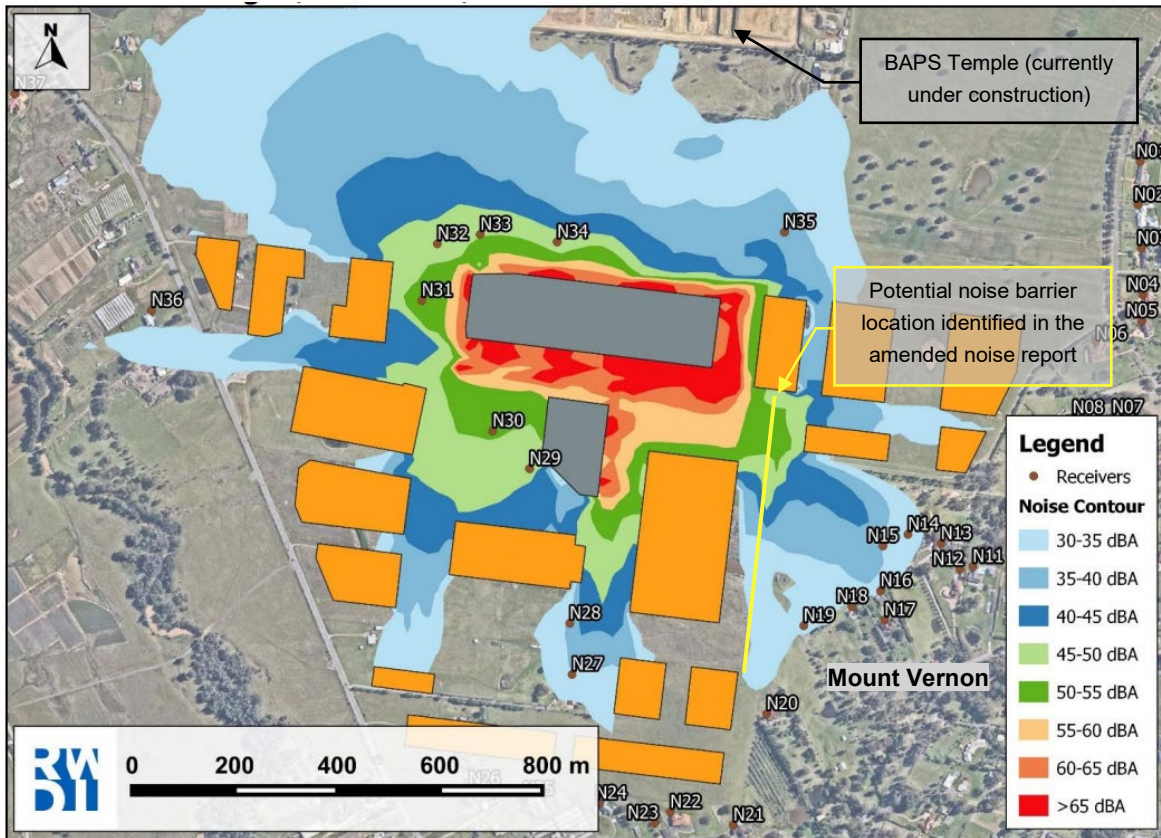 N
BAPS Temple (currently
under construction)
N37
N01
N02
N03
N04
N05
N06
N33
N32
N34
N35
N31
N36
Potential noise barrier
location identified in the
amended noise report
N08 N07
N30
N29
N15
N14
N13
N12
N11
N16
N18
N17
N19
N28
N27
Mount Vernon
N20
N26
N24
N23
N22
N21
Legend
Receivers
Noise Contour
30-35 dBA
35-40 dBA
40-45 dBA
45-50 dBA
50-55 dBA
55-60 dBA
60-65 dBA
>65 dBA
RWDI
0 200 400 600 800 m